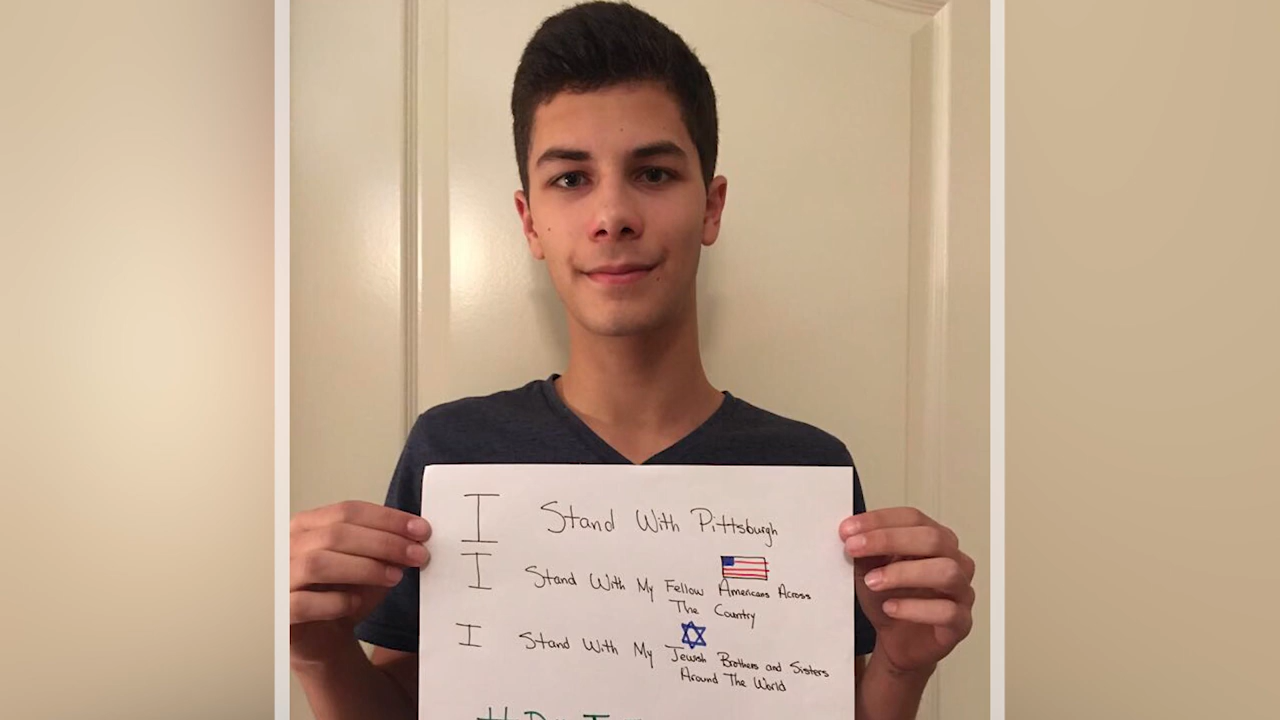 I Stand With Pittsburgh
I Stand With My Fellow Americans Across
The Country
I Stand With My Jewish Brothers and Sisters
Around The World